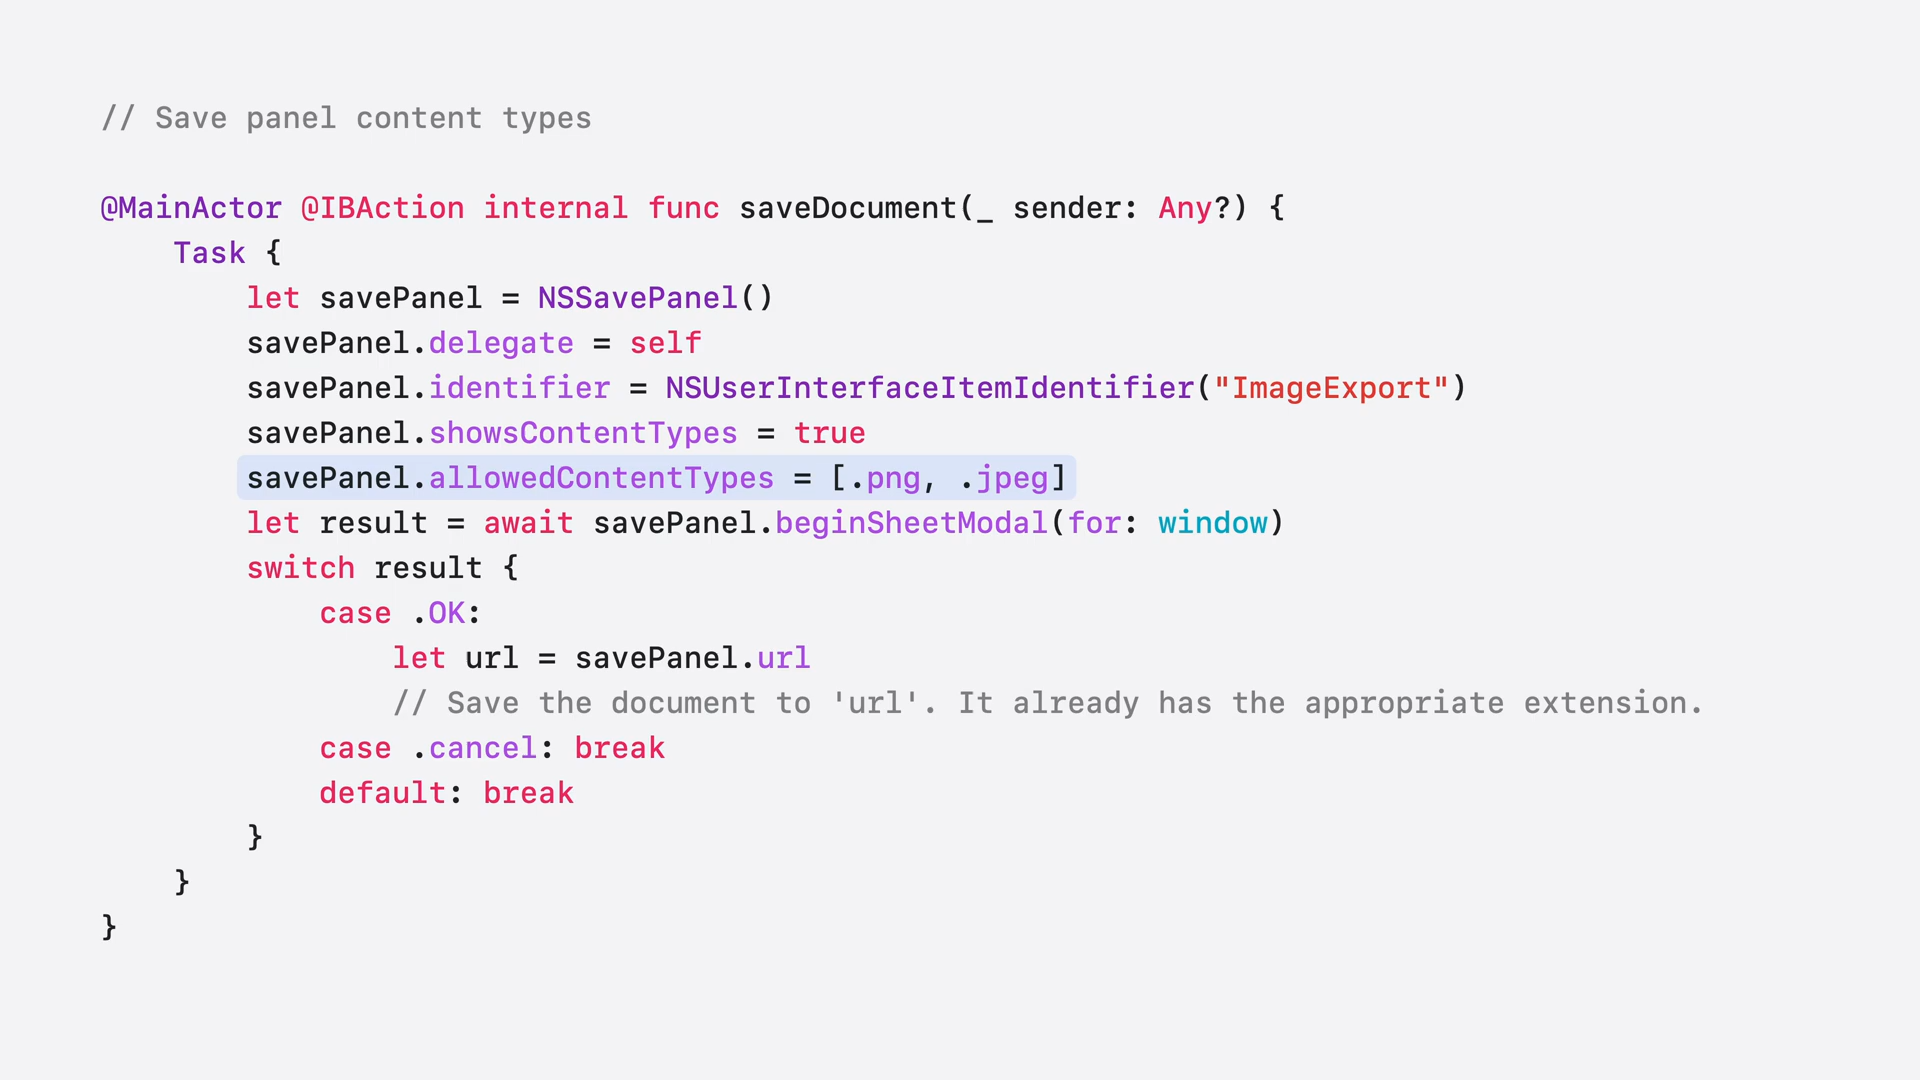 // Save panel content types

@MainActor @IBAction internal func saveDocument(_ sender: Any?) {
    Task {
        let savePanel = NSSavePanel()
        savePanel.delegate = self
        savePanel.identifier = NSUserInterfaceItemIdentifier("ImageExport")
        savePanel.showsContentTypes = true
        savePanel.allowedContentTypes = [.png, .jpeg]
        let result = await savePanel.beginSheetModal(for: window)
        switch result {
            case .OK:
                let url = savePanel.url
                // Save the document to 'url'. It already has the appropriate extension.
            case .cancel: break
            default: break
        }
    }
}